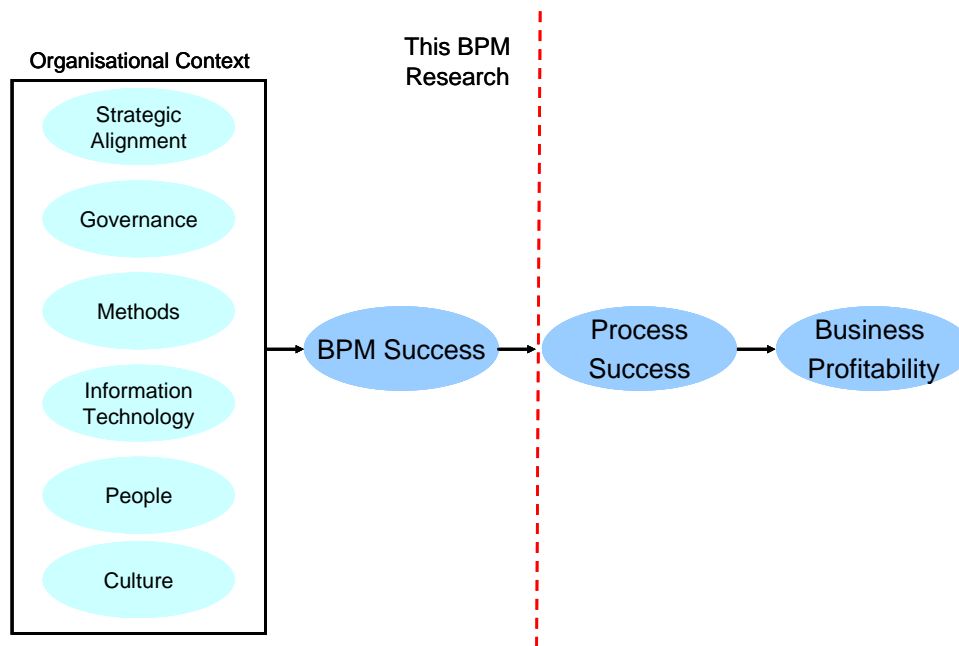 This BPM
Research
Organisational Context
Strategic
Alignment
Governance
Methods
Information
Technology
People
Culture
BPM Success
Process
Success
Business
Profitability